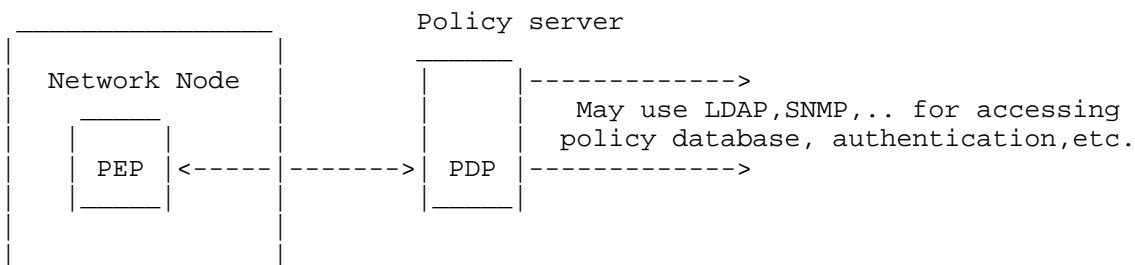 Policy server
Network Node
May use LDAP,SNMP,.. for accessing
policy database, authentication,etc.
PEP
PDP